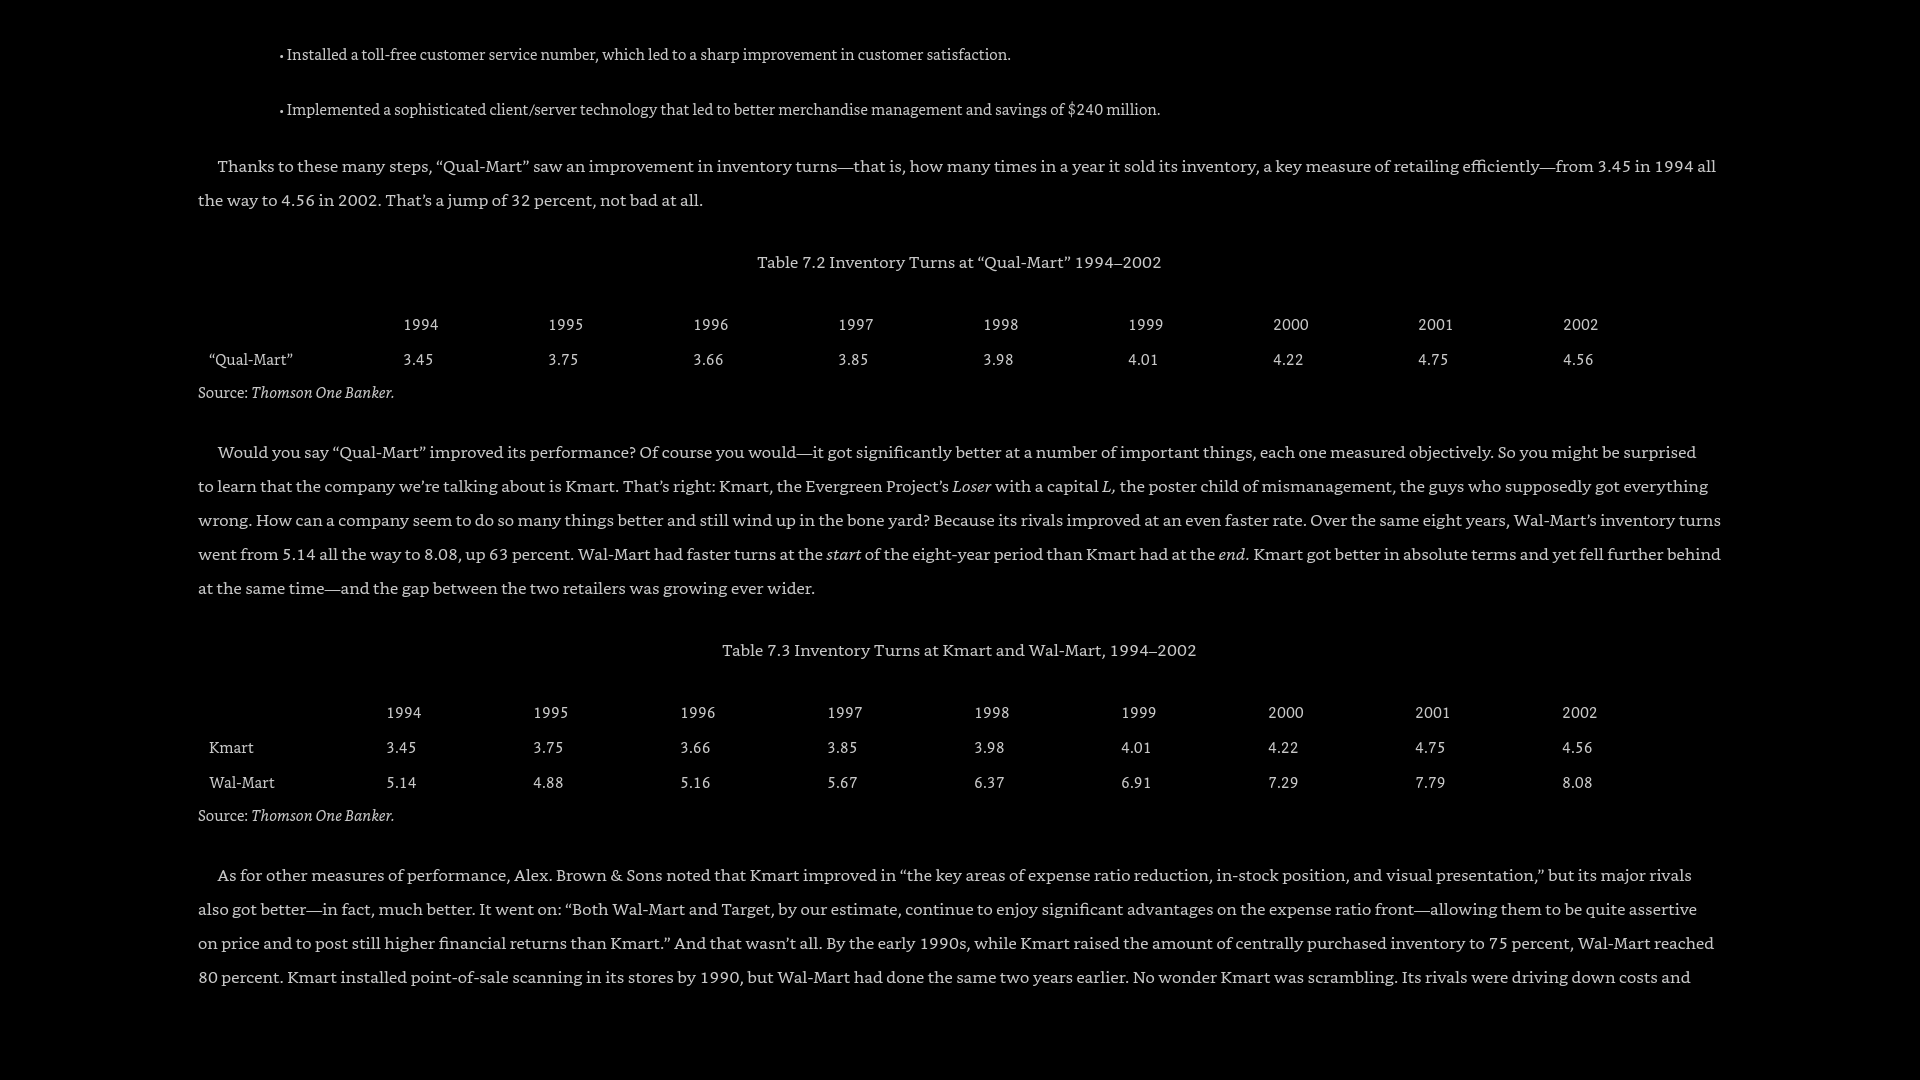 • Installed a toll-free customer service number, which led to a sharp improvement in customer satisfaction.
• Implemented a sophisticated client/server technology that led to better merchandise management and savings of $240 million.
Thanks to these many steps, “Qual-Mart” saw an improvement in inventory turns—that is, how many times in a year it sold its inventory, a key measure of retailing efficiently—from 3.45 in 1994 all
the way to 4.56 in 2002. That’s a jump of 32 percent, not bad at all.
Table 7.2 Inventory Turns at “Qual-Mart” 1994–2002
1994 1995 1996 1997 1998 1999 2000 2001 2002
“Qual-Mart” 3.45 3.75 3.66 3.85 3.98 4.01 4.22 4.75 4.56
Source: Thomson One Banker.
Would you say “Qual-Mart” improved its performance? Of course you would—it got significantly better at a number of important things, each one measured objectively. So you might be surprised
to learn that the company we’re talking about is Kmart. That’s right: Kmart, the Evergreen Project’s Loser with a capital L, the poster child of mismanagement, the guys who supposedly got everything
wrong. How can a company seem to do so many things better and still wind up in the bone yard? Because its rivals improved at an even faster rate. Over the same eight years, Wal-Mart’s inventory turns
went from 5.14 all the way to 8.08, up 63 percent. Wal-Mart had faster turns at the start of the eight-year period than Kmart had at the end. Kmart got better in absolute terms and yet fell further behind
at the same time—and the gap between the two retailers was growing ever wider.
Table 7.3 Inventory Turns at Kmart and Wal-Mart, 1994–2002
1994 1995 1996 1997 1998 1999 2000 2001 2002
Kmart 3.45 3.75 3.66 3.85 3.98 4.01 4.22 4.75 4.56
Wal-Mart 5.14 4.88 5.16 5.67 6.37 6.91 7.29 7.79 8.08
Source: Thomson One Banker.
As for other measures of performance, Alex. Brown & Sons noted that Kmart improved in “the key areas of expense ratio reduction, in-stock position, and visual presentation,” but its major rivals
also got better—in fact, much better. It went on: “Both Wal-Mart and Target, by our estimate, continue to enjoy significant advantages on the expense ratio front—allowing them to be quite assertive
on price and to post still higher financial returns than Kmart.” And that wasn’t all. By the early 1990s, while Kmart raised the amount of centrally purchased inventory to 75 percent, Wal-Mart reached
80 percent. Kmart installed point-of-sale scanning in its stores by 1990, but Wal-Mart had done the same two years earlier. No wonder Kmart was scrambling. Its rivals were driving down costs and